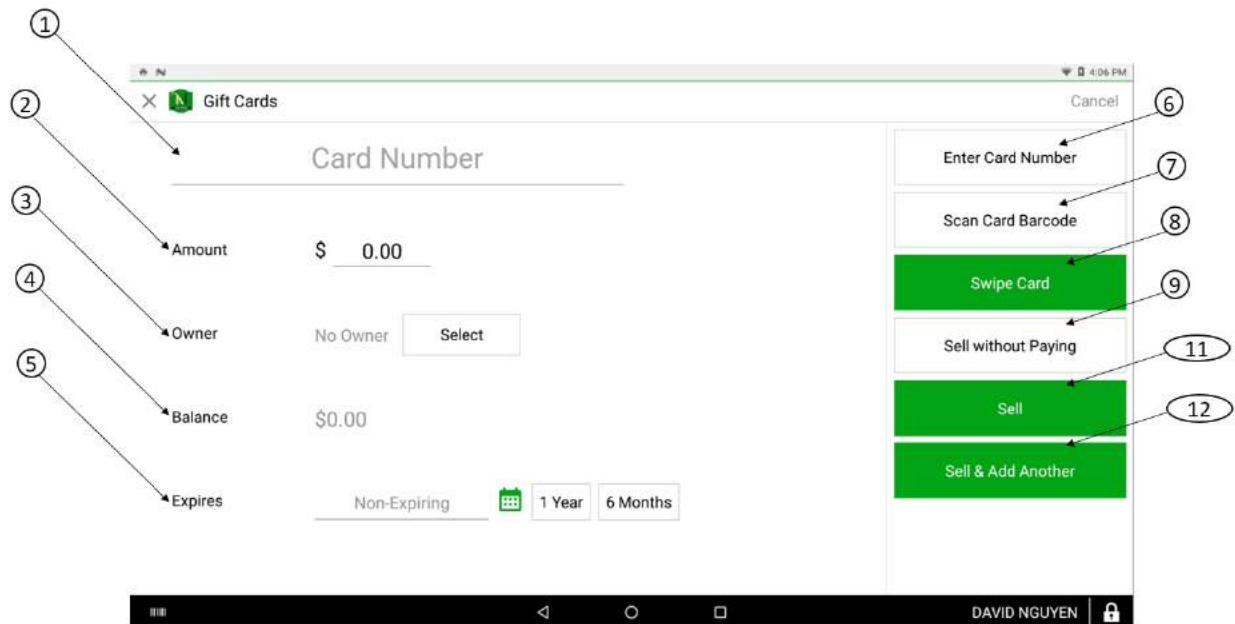 1
4:06 PM
N Gift Cards
Cancel
2
6
Card Number
Enter Card Number
7
3
Scan Card Barcode
8
Amount $ 0.00
4
Swipe Card
9
Owner No Owner Select
Sell without Paying
11
5
Sell
12
Balance $0.00
Sell & Add Another
Expires Non-Expiring 1 Year 6 Months
DAVID NGUYEN